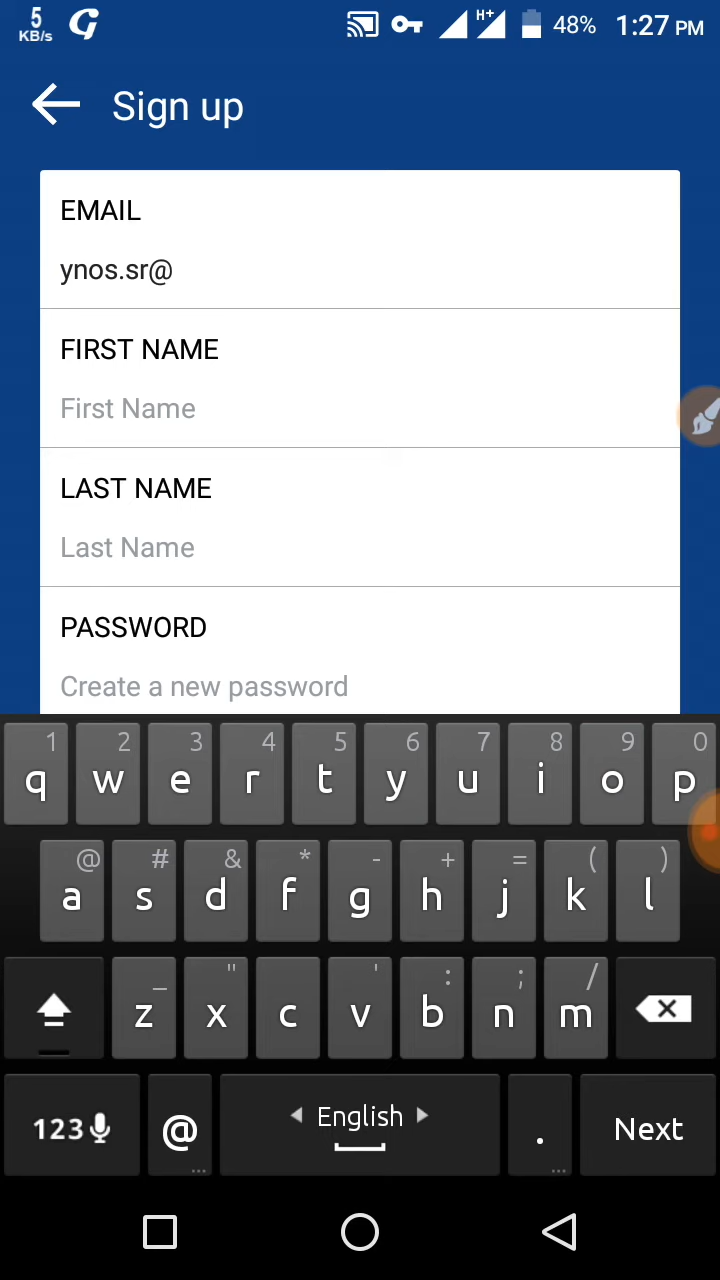 5
KB/s
H+
48%
1:27 PM
Sign up
EMAIL
ynos.sr@
FIRST NAME
First Name
LAST NAME
Last Name
PASSWORD
Create a new password
1 2 3 4 5 6 7 8 9 0
q w e r t y u i o p
@ # & * - + = ( )
a s d f g h j k l
_ " ' : ; /
z x c v b n m
123 @ English . Next
... ...